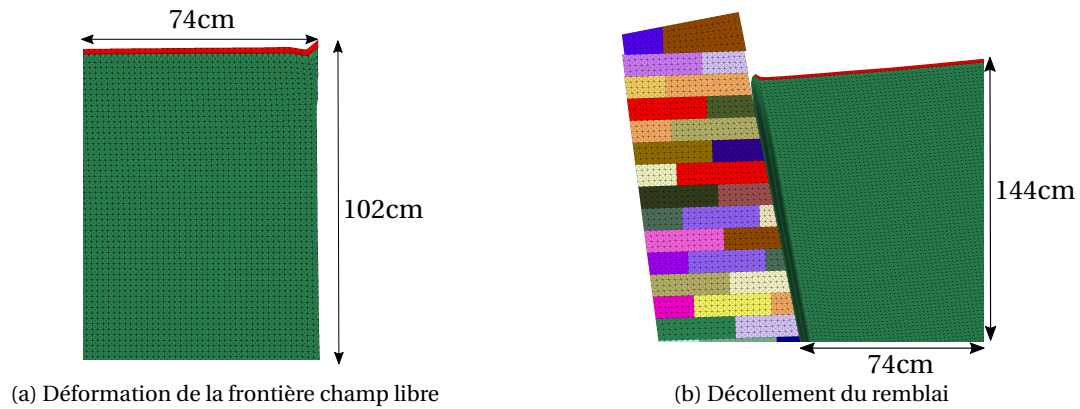 74cm
102cm
144cm
74cm
(a) Déformation de la frontière champ libre
(b) Décollement du remblai